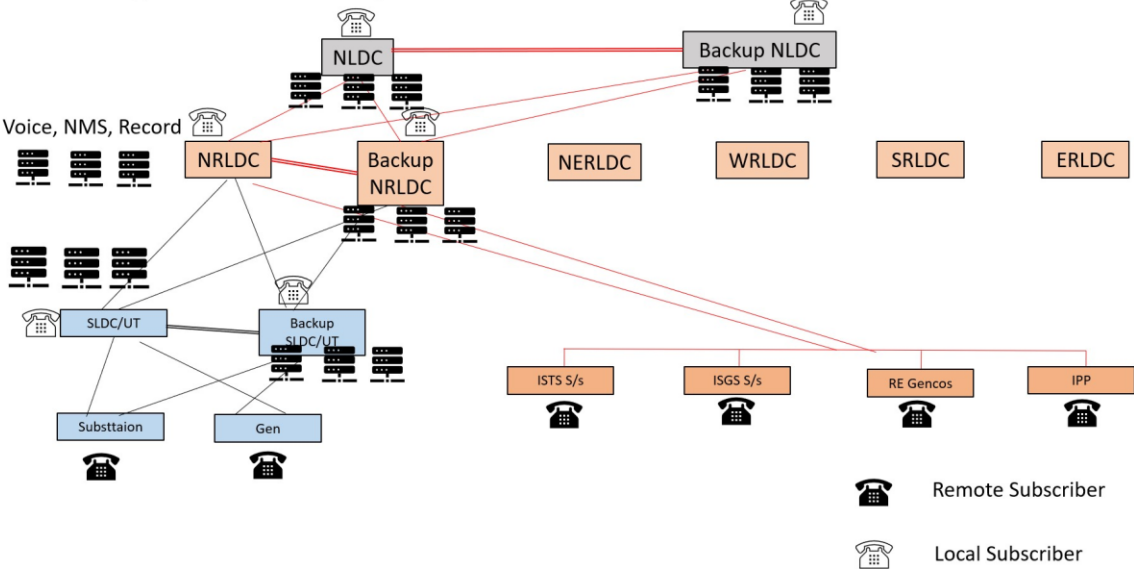 NLDC
Backup NLDC
Voice, NMS, Record
NRLDC
Backup
NRLDC
NERLDC
WRLDC
SRLDC
ERLDC
SLDC/UT
Backup
SLDC/UT
ISTS S/s
ISGS S/s
RE Gencos
IPP
Substtaion
Gen
Remote Subscriber
Local Subscriber